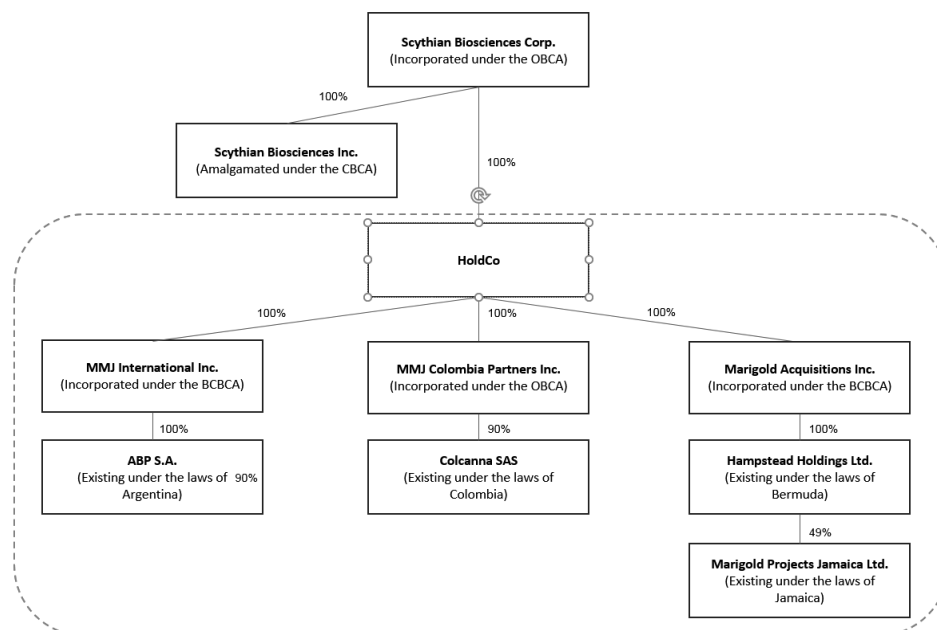 Scythian Biosciences Corp.
(Incorporated under the OBCA)
100%
Scythian Biosciences Inc.
(Amalgamated under the CBCA)
100%
HoldCo
100%
100%
100%
MMJ International Inc.
(Incorporated under the BCBCA)
MMJ Colombia Partners Inc.
(Incorporated under the OBCA)
Marigold Acquisitions Inc.
(Incorporated under the BCBCA)
100%
90%
100%
ABP S.A.
(Existing under the laws of 90%
Argentina)
Colcanna SAS
(Existing under the laws of
Colombia)
Hampstead Holdings Ltd.
(Existing under the laws of
Bermuda)
49%
Marigold Projects Jamaica Ltd.
(Existing under the laws of
Jamaica)